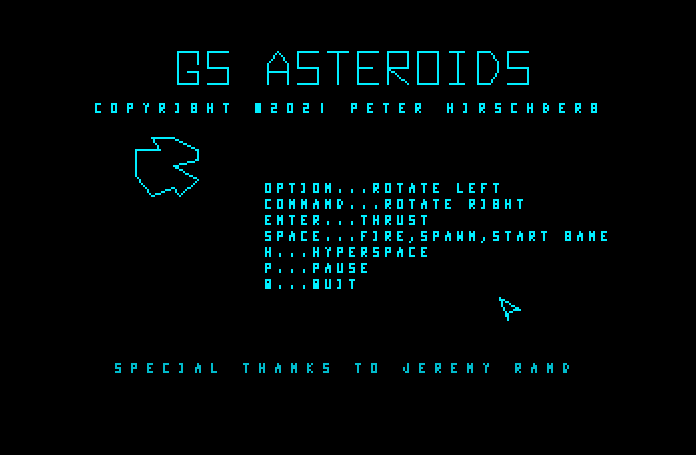 GS ASTEROIDS
COPYRIGHT ©2021 PETER HIRSCHBERG
OPTION...ROTATE LEFT
COMMAND...ROTATE RIGHT
ENTER...THRUST
SPACE...FIRE,SPAWN,START GAME
H...HYPERSPACE
P...PAUSE
Q...QUIT
SPECIAL THANKS TO JEREMY RAND